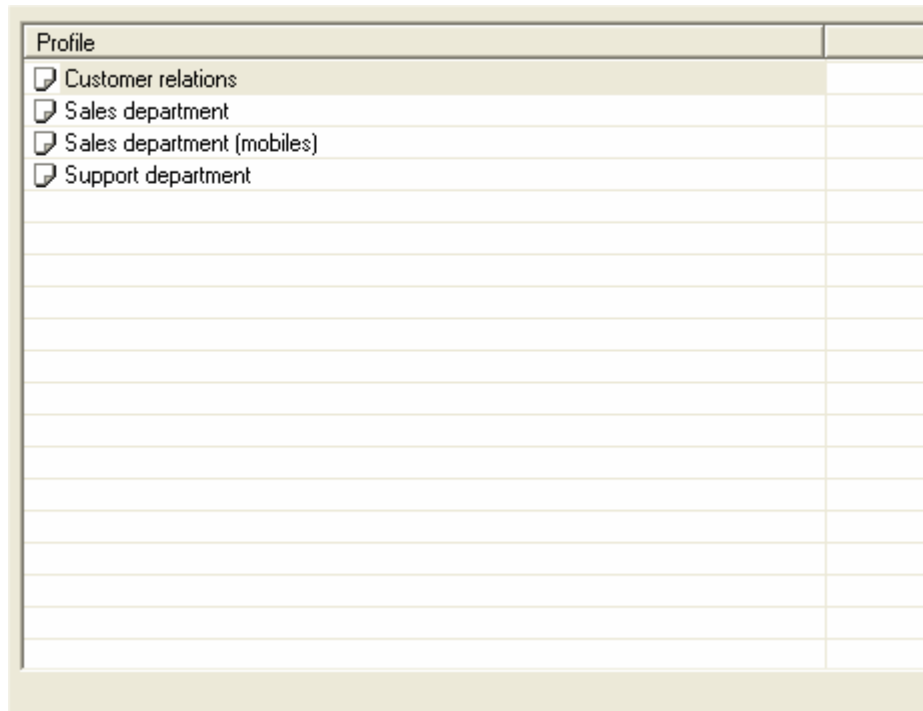 Profile
Customer relations
Sales department
Sales department (mobiles)
Support department